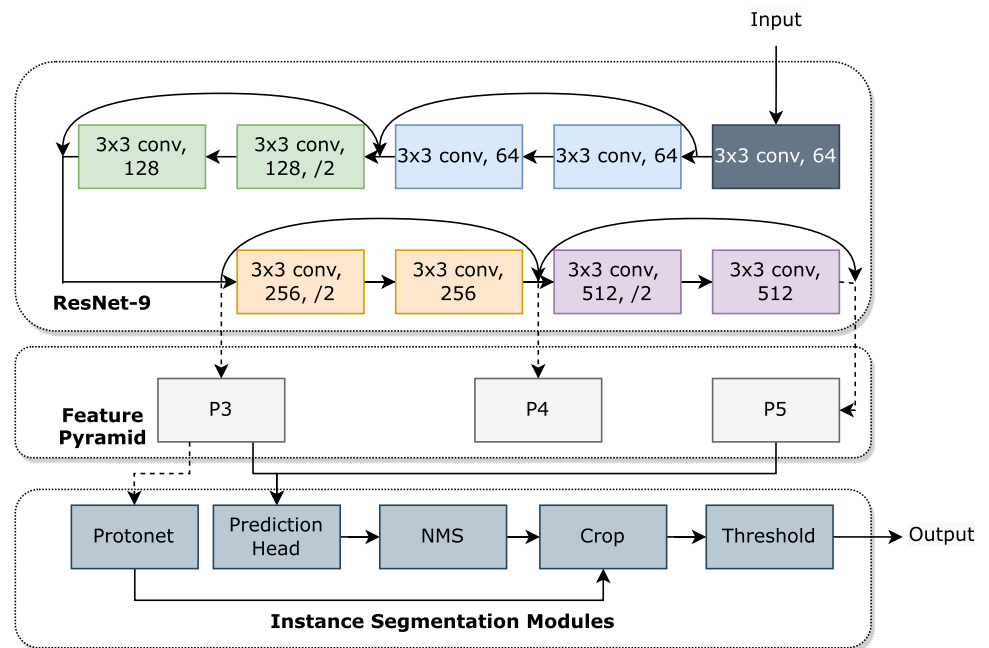 Input
3x3 conv,
128
3x3 conv,
128, /2
3x3 conv, 64
3x3 conv, 64
3x3 conv, 64
3x3 conv,
256, /2
3x3 conv,
256
3x3 conv,
512, /2
3x3 conv,
512
ResNet-9
P3
P4
P5
Feature
Pyramid
Protonet
Prediction
Head
NMS
Crop
Threshold
Output
Instance Segmentation Modules